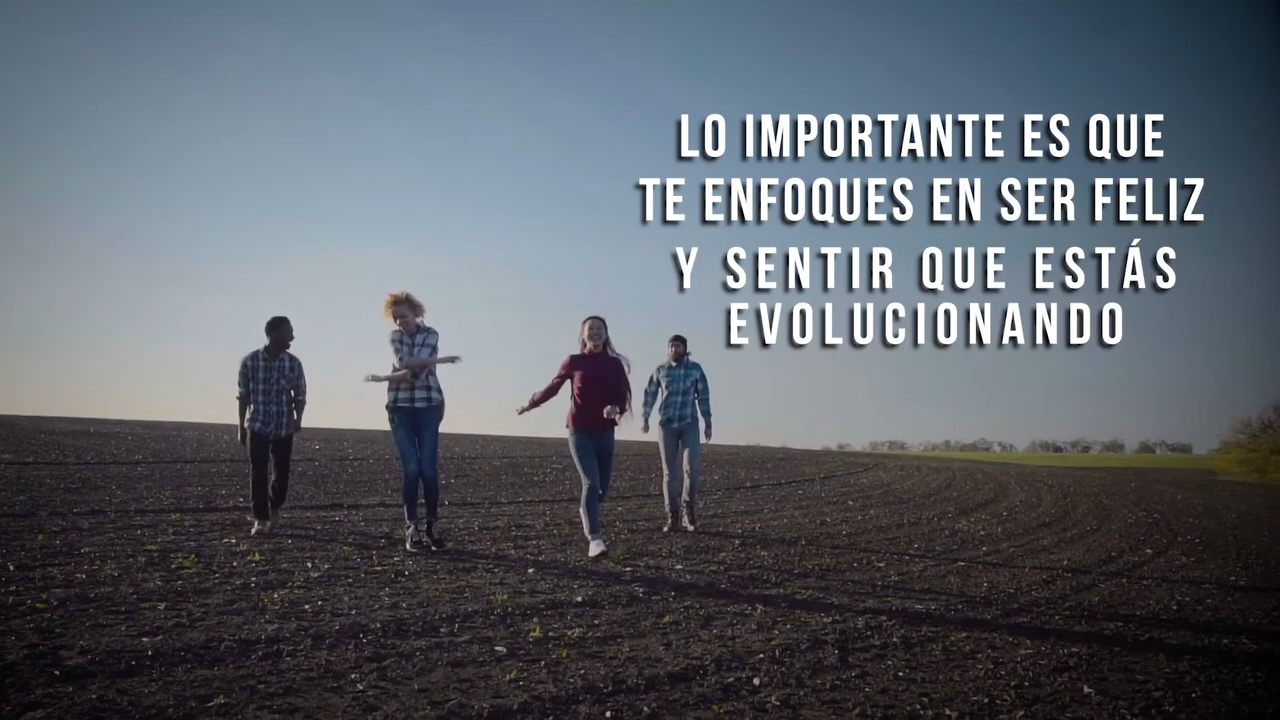 LO IMPORTANTE ES QUE
TE ENFOQUES EN SER FELIZ
Y SENTIR QUE ESTÁS
EVOLUCIONANDO